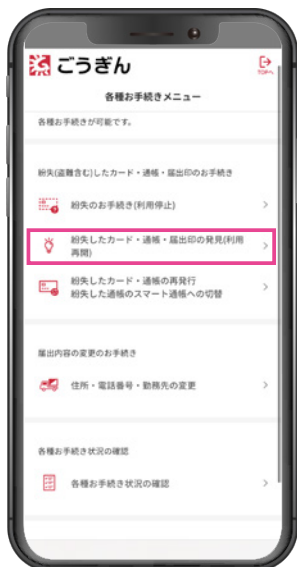 ごうぎん
TOPへ
各種お手続きメニュー
各種お手続きが可能です。
紛失(盗難含む)したカード・通帳・届出印のお手続き
紛失のお手続き(利用停止)
紛失したカード・通帳・届出印の発見(利用
再開)
紛失したカード・通帳の再発行
紛失した通帳のスマート通帳への切替
届出内容の変更のお手続き
住所・電話番号・勤務先の変更
各種お手続き状況の確認
各種お手続き状況の確認